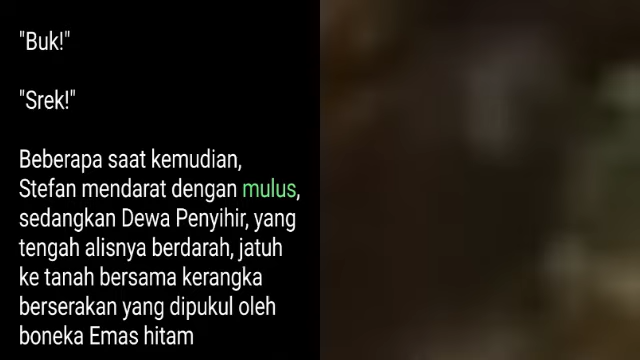 "Buk!"
"Srek!"
Beberapa saat kemudian,
Stefan mendarat dengan mulus,
sedangkan Dewa Penyihir, yang
tengah alisnya berdarah, jatuh
ke tanah bersama kerangka
berserakan yang dipukul oleh
boneka Emas hitam